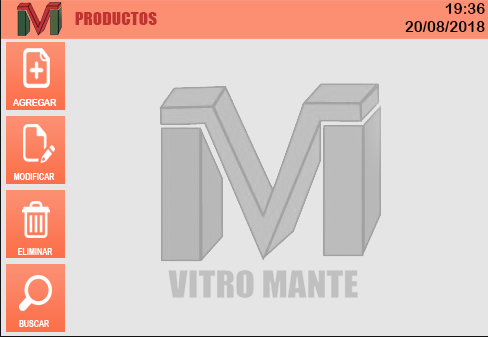 PRODUCTOS
19:36
20/08/2018
AGREGAR
MODIFICAR
ELIMINAR
BUSCAR
VITRO MANTE